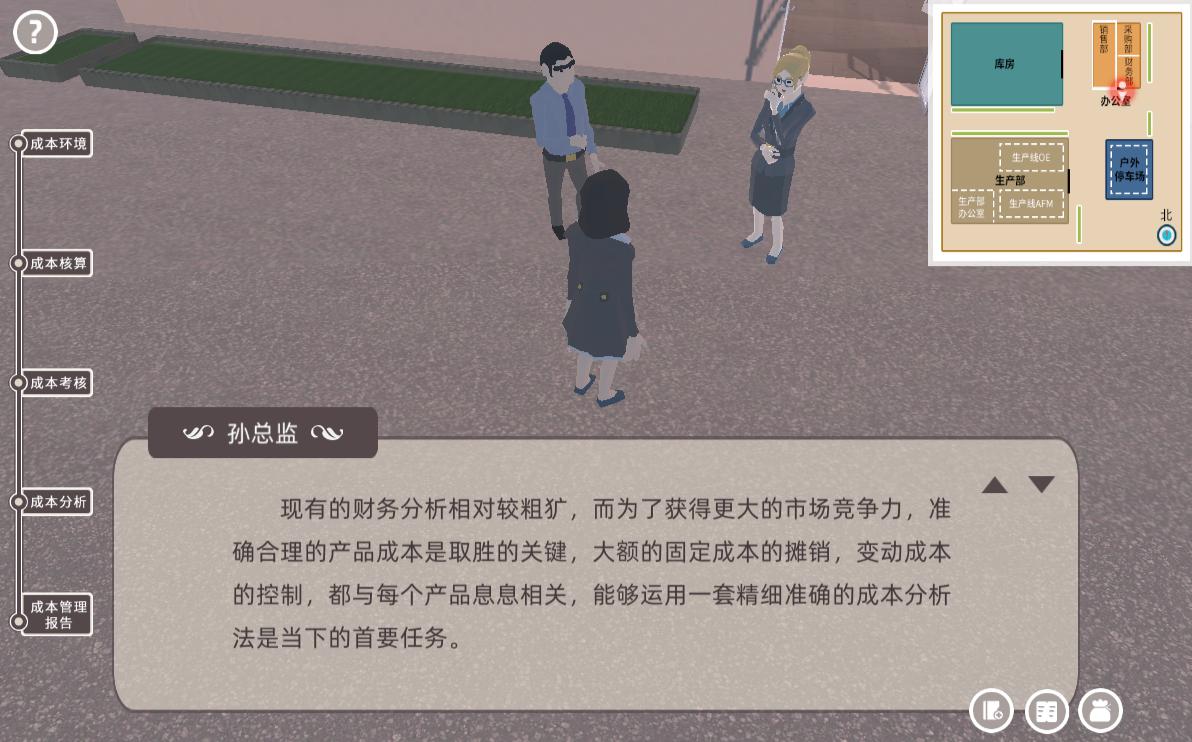 ?
成本环境
成本核算
成本考核
成本分析
成本管理
报告
库房
销售部
采购部
财务部
办公室
生产线OE
生产部
生产部
办公室
生产线AFM
户外
停车场
北
孙总监
现有的财务分析相对较粗犷，而为了获得更大的市场竞争力，准
确合理的产品成本是取胜的关键，大额的固定成本的摊销，变动成本
的控制，都与每个产品息息相关，能够运用一套精细准确的成本分析
法是当下的首要任务。